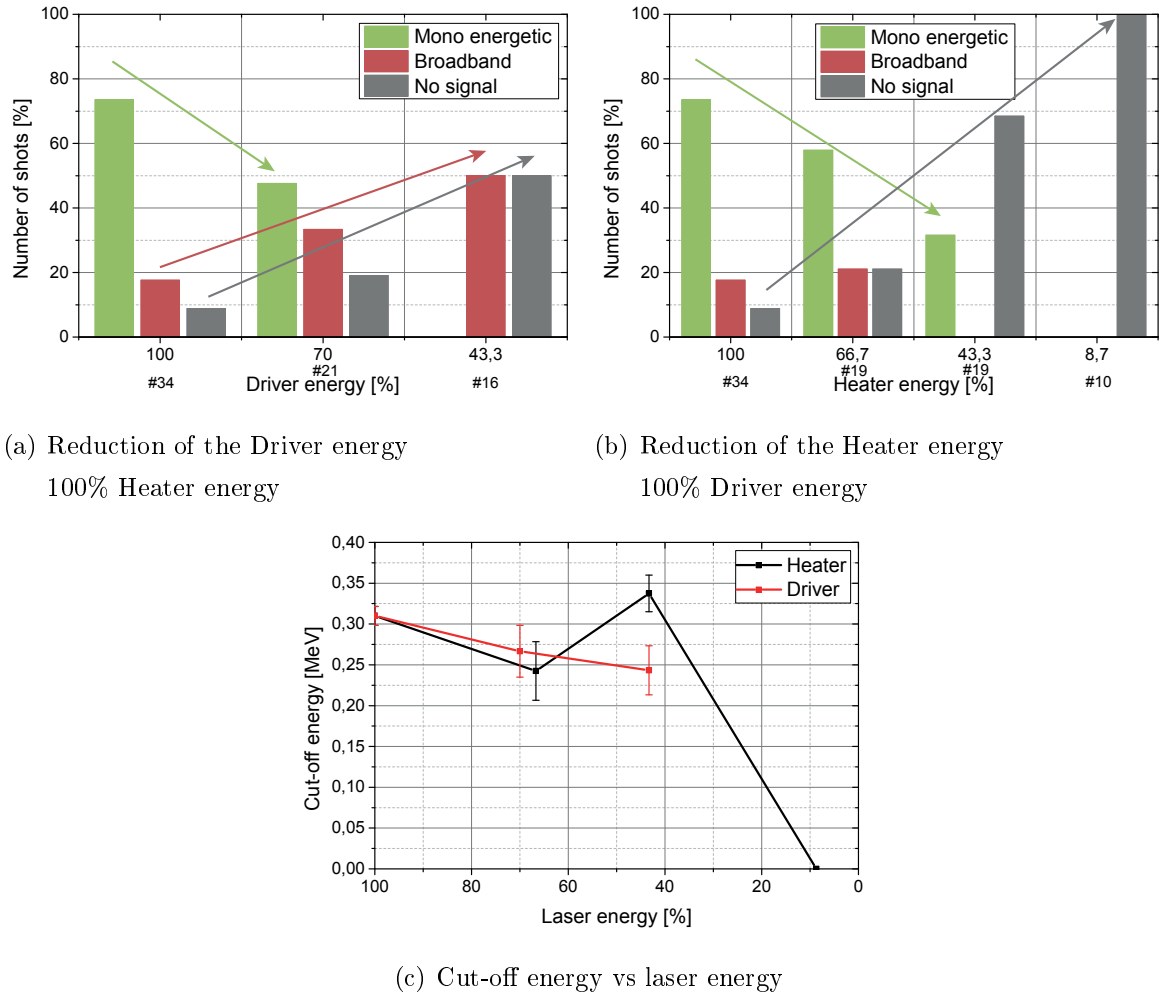 100
80
60
40
20
0
Number of shots [%]
Mono energetic
Broadband
No signal
100
70
43,3
#34
#21
#16
Driver energy [%]
100
80
60
40
20
0
Number of shots [%]
Mono energetic
Broadband
No signal
100
66,7
43,3
8,7
#34
#19
#19
#10
Heater energy [%]
(a) Reduction of the Driver energy
100% Heater energy
(b) Reduction of the Heater energy
100% Driver energy
0,40
0,35
0,30
0,25
0,20
0,15
0,10
0,05
0,00
Cut-off energy [MeV]
Heater
Driver
100
80
60
40
20
0
Laser energy [%]
(c) Cut-off energy vs laser energy